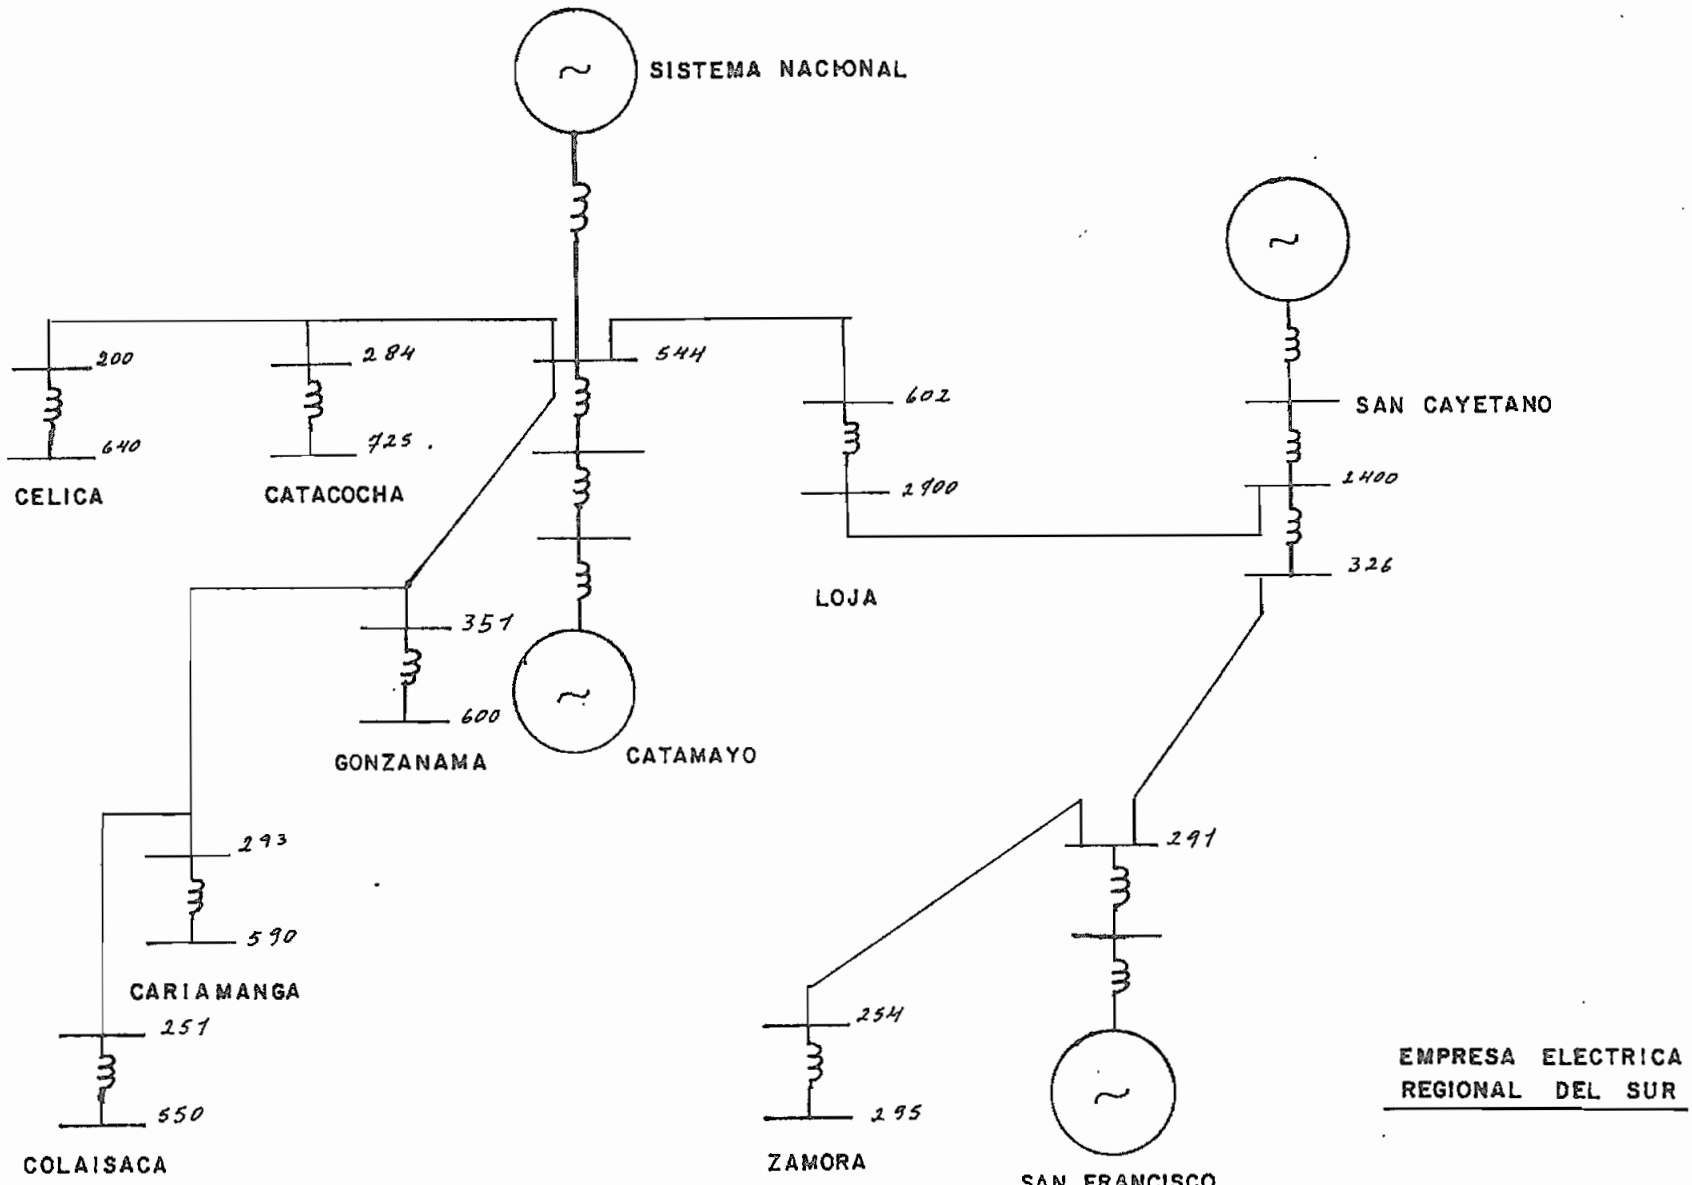 SISTEMA NACIONAL
200
284
544
602
SAN CAYETANO
640
725
2900
2400
CELICA
CATACOCHA
326
LOJA
351
600
GONZANAMA
CATAMAYO
293
291
590
CARIAMANGA
251
254
EMPRESA ELECTRICA
REGIONAL DEL SUR
550
295
COLAISACA
ZAMORA
SAN FRANCISCO